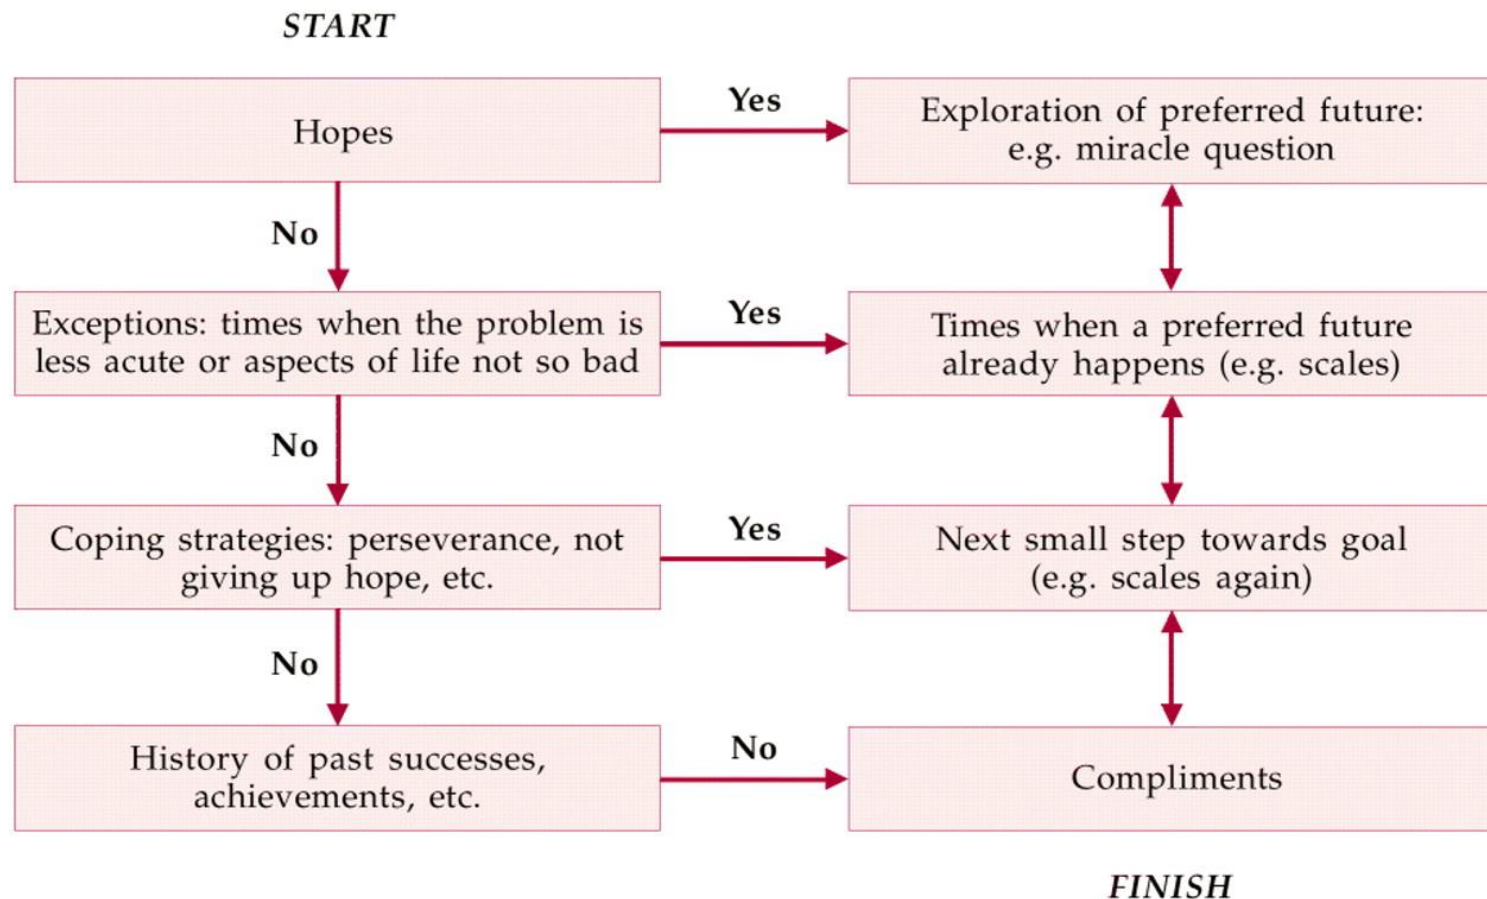 START
Hopes
Yes
Exploration of preferred future:
e.g. miracle question
No
Exceptions: times when the problem is
less acute or aspects of life not so bad
Yes
Times when a preferred future
already happens (e.g. scales)
No
Coping strategies: perseverance, not
giving up hope, etc.
Yes
Next small step towards goal
(e.g. scales again)
No
History of past successes,
achievements, etc.
No
Compliments
FINISH